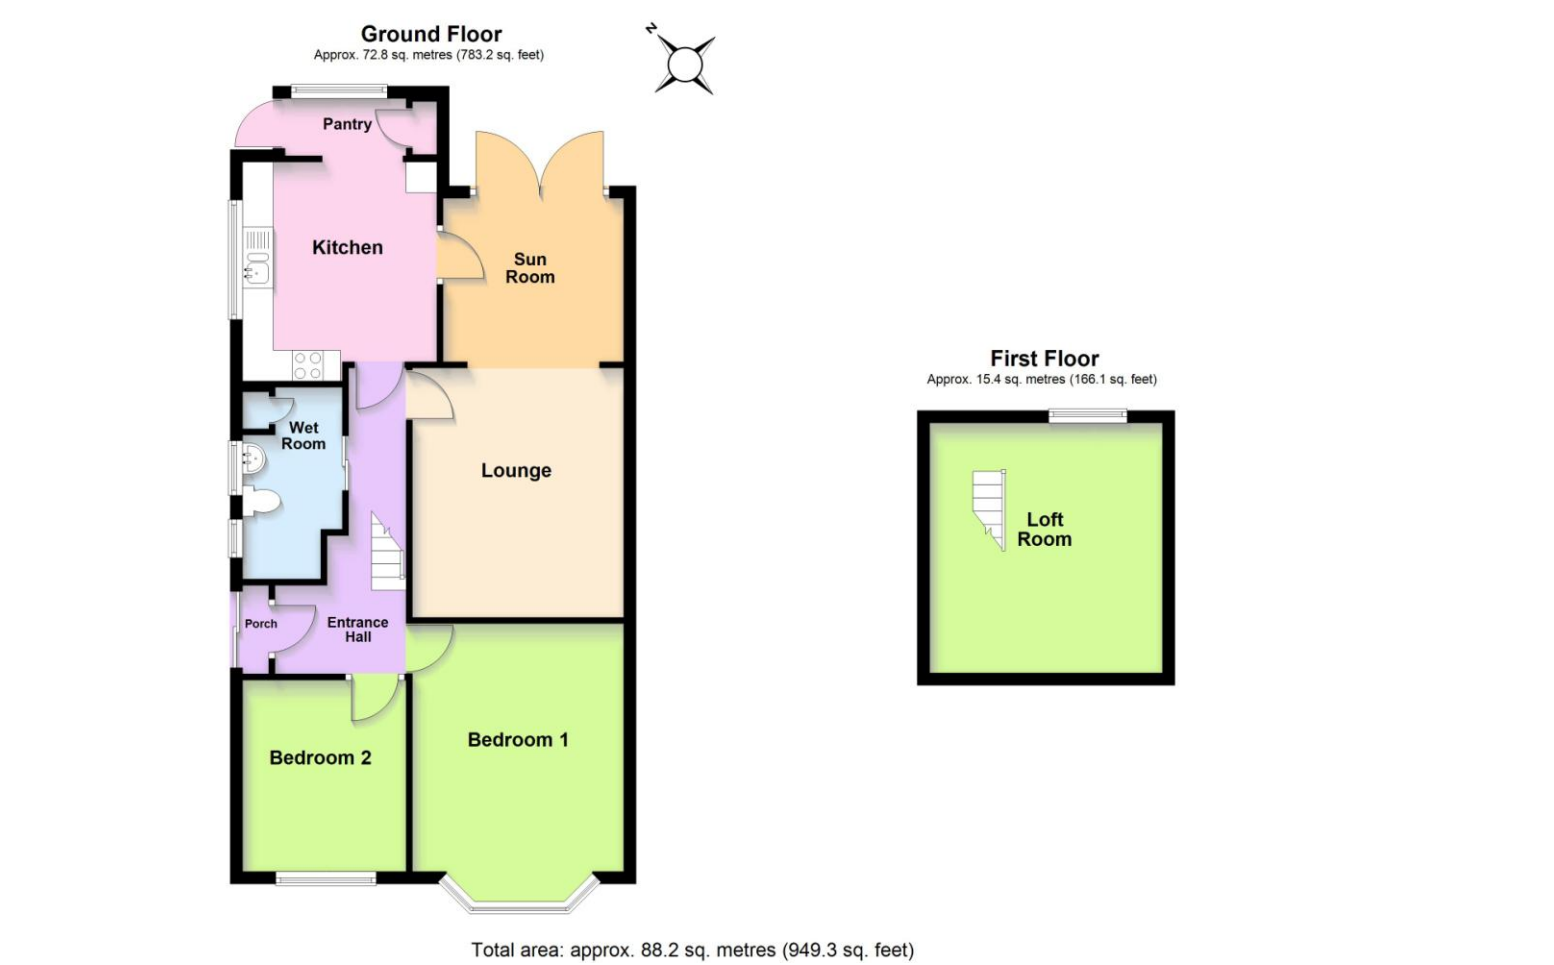 Ground Floor
Approx. 72.8 sq. metres (783.2 sq. feet)
N
Pantry
Kitchen
Sun
Room
Wet
Room
Lounge
Porch
Entrance
Hall
Bedroom 2
Bedroom 1
First Floor
Approx. 15.4 sq. metres (166.1 sq. feet)
Loft
Room
Total area: approx. 88.2 sq. metres (949.3 sq. feet)